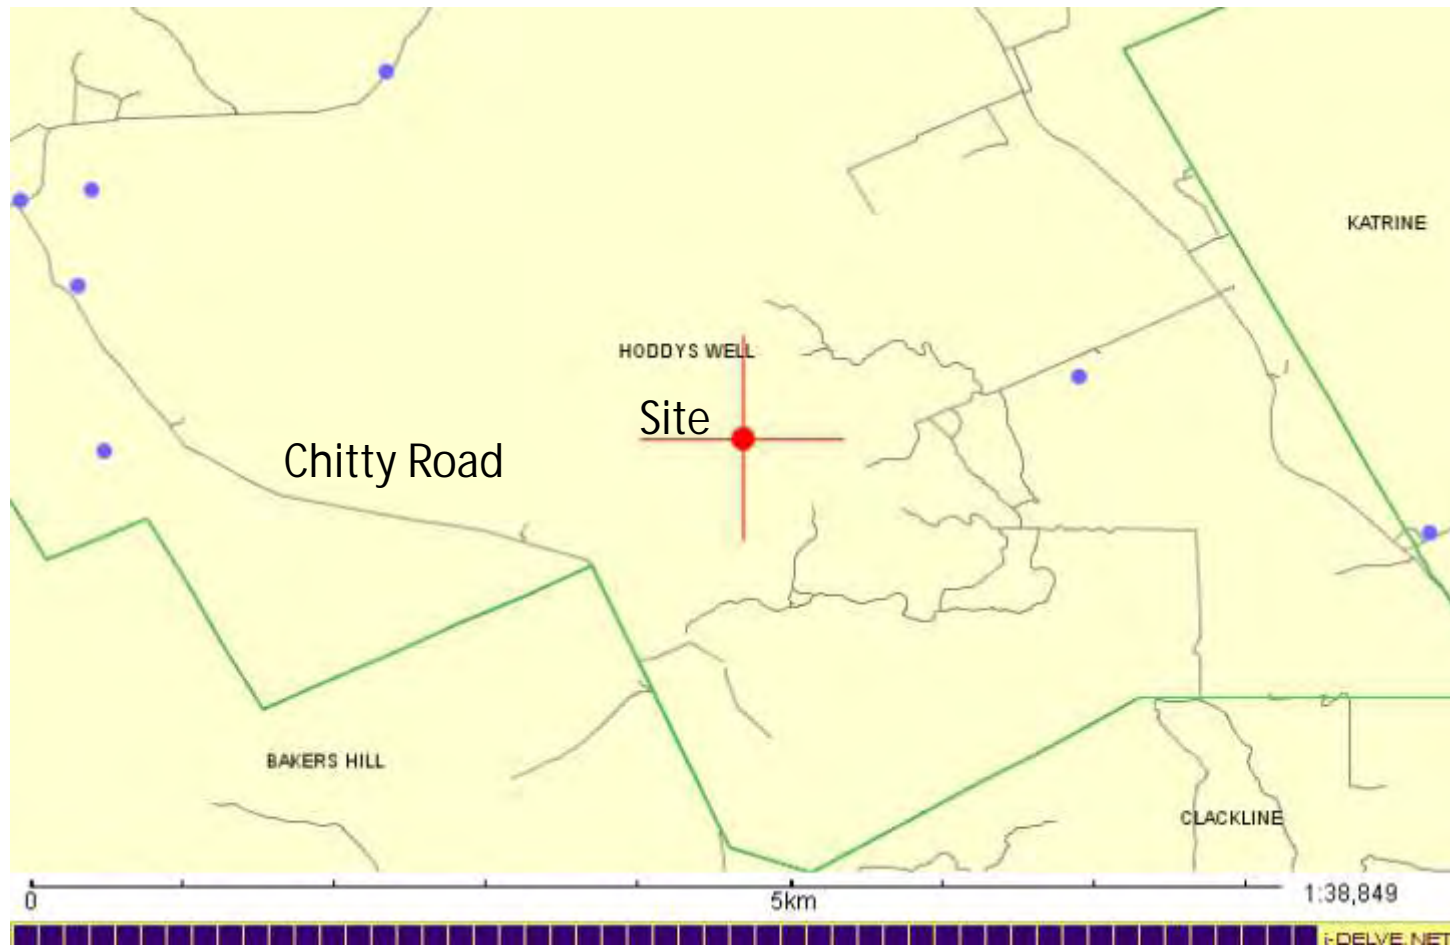 KATRINE
HODDYS WELL
Site
Chitty Road
BAKERS HILL
CLACKLINE
0
5km
1:38,849
i-DELVE.NET